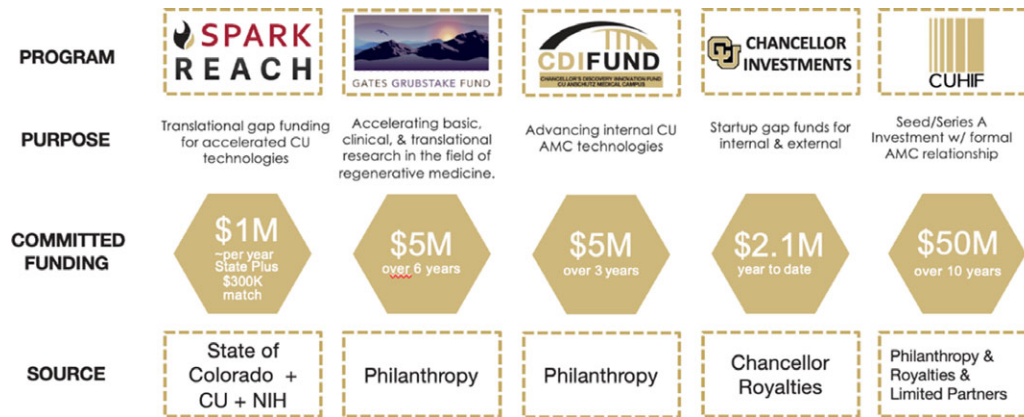 PROGRAM
SPARK
REACH
GATES GRUBSTAKE FUND
CDIFUND
CHANCELLOR'S DISCOVERY INNOVATION FUND
CU ANSCHUTZ MEDICAL CAMPUS
CU
CHANCELLOR
INVESTMENTS
CUHIF
PURPOSE
Translational gap funding
for accelerated CU
technologies
Accelerating basic,
clinical, & translational
research in the field of
regenerative medicine.
Advancing internal CU
AMC technologies
Startup gap funds for
internal & external
Seed/Series A
Investment w/ formal
AMC relationship
COMMITTED
FUNDING
$1M
~per year
State Plus
$300K
match
$5M
over 6 years
$5M
over 3 years
$2.1M
year to date
$50M
over 10 years
SOURCE
State of
Colorado +
CU + NIH
Philanthropy
Philanthropy
Chancellor
Royalties
Philanthropy &
Royalties &
Limited Partners